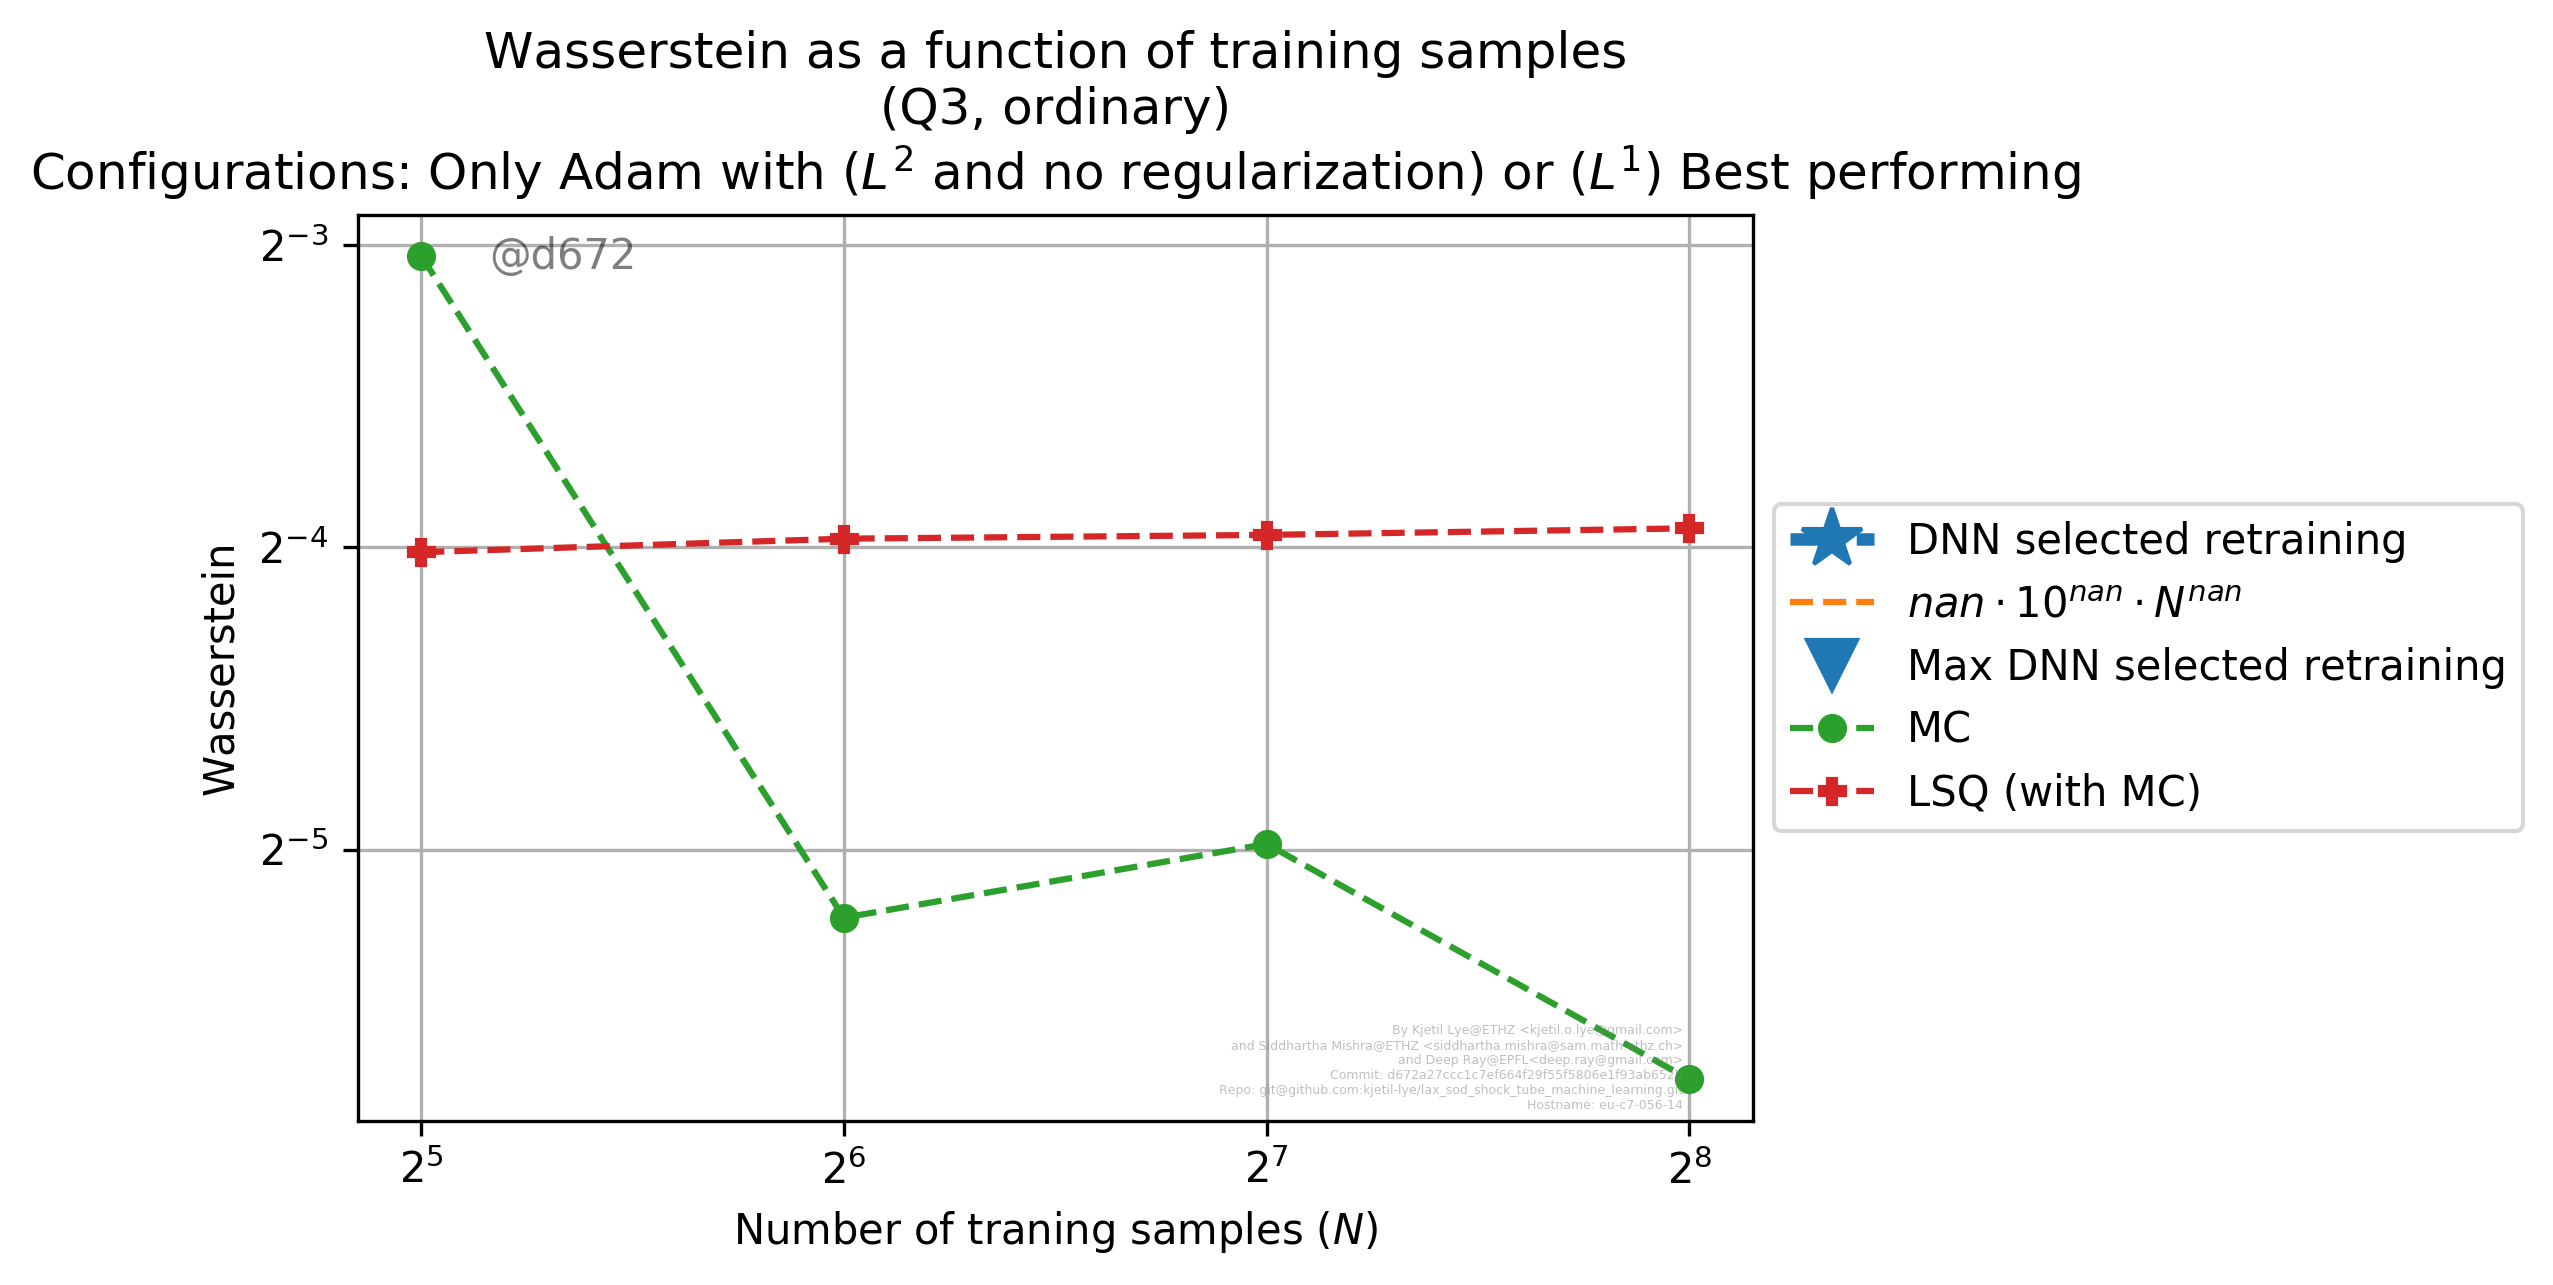 Wasserstein as a function of training samples
(Q3, ordinary)
Configurations: Only Adam with (L² and no regularization) or (L¹) Best performing
2⁻³
@d672
2⁻⁴
2⁻⁵
Wasserstein
DNN selected retraining
nan · 10ⁿᵃⁿ · Nⁿᵃⁿ
Max DNN selected retraining
MC
LSQ (with MC)
By Kjetil Lye@ETHZ <kjetil.o.lye@gmail.com>
and Siddhartha Mishra@ETHZ <siddhartha.mishra@sam.math.ethz.ch>
and Deep Ray@EPFL<deep.ray@gmail.com>
Commit:
Repo: git@github.com:kjetil-lye/lax_sod_shock_tube_machine_learning.git
Hostname: eu-c7-056-14
2⁵ 2⁶ 2⁷ 2⁸
Number of traning samples (N)